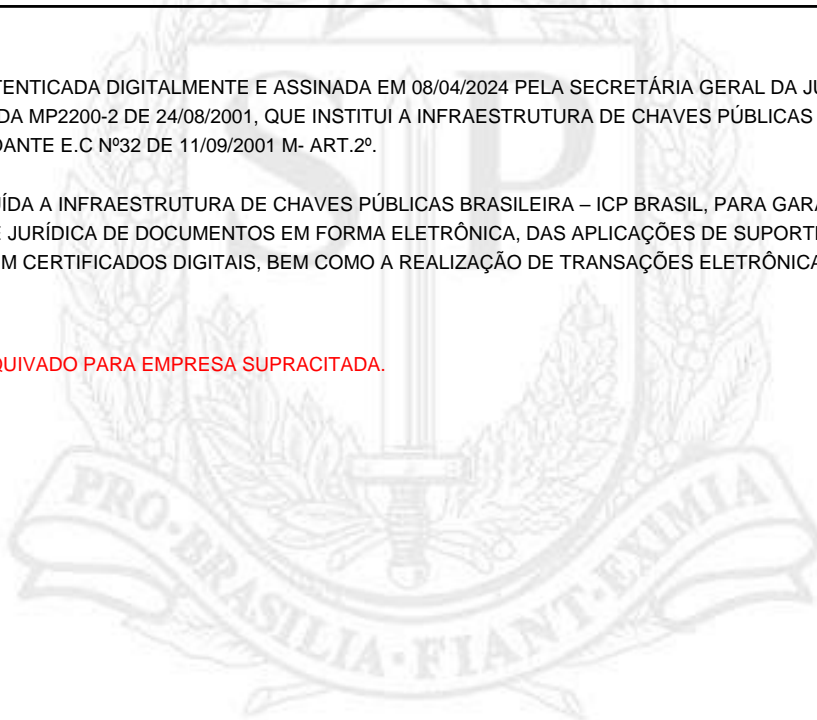 TENTICADA DIGITALMENTE E ASSINADA EM 08/04/2024 PELA SECRETÁRIA GERAL DA JU
DA MP2200-2 DE 24/08/2001, QUE INSTITUI A INFRAESTRUTURA DE CHAVES PÚBLICAS
DANTE E.C Nº32 DE 11/09/2001 M- ART.2º.
ÍDA A INFRAESTRUTURA DE CHAVES PÚBLICAS BRASILEIRA – ICP BRASIL, PARA GARA
E JURÍDICA DE DOCUMENTOS EM FORMA ELETRÔNICA, DAS APLICAÇÕES DE SUPORTE
M CERTIFICADOS DIGITAIS, BEM COMO A REALIZAÇÃO DE TRANSAÇÕES ELETRÔNICA
QUIVADO PARA EMPRESA SUPRACITADA.
SP
PRO·BRASILIA·FIANT·EXIMIA